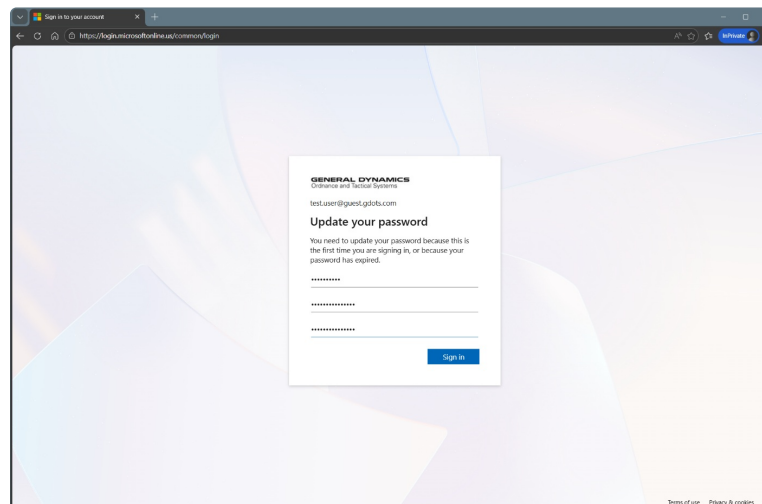 Sign in to your account
https://login.microsoftonline.us/common/login
InPrivate
GENERAL DYNAMICS
Ordnance and Tactical Systems
test.user@guest.gdots.com
Update your password
You need to update your password because this is
the first time you are signing in, or because your
password has expired.
••••••••••
•••••••••••••••
•••••••••••••••
Sign in
Terms of use Privacy & cookies